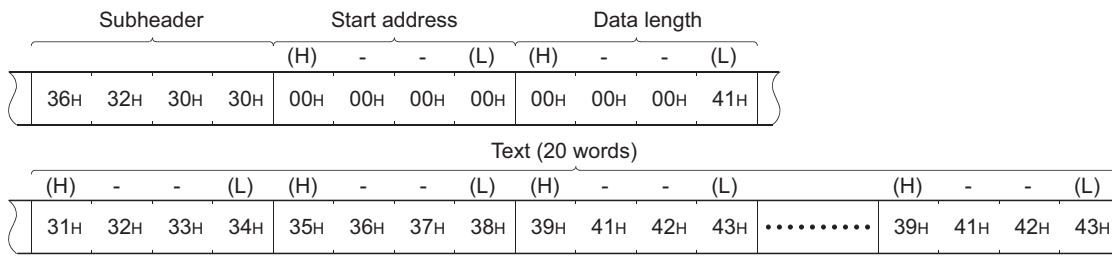 Subheader Start address Data length
(H) - - (L) (H) - - (L)
36H 32H 30H 30H 00H 00H 00H 00H 00H 00H 00H 41H
Text (20 words)
(H) - - (L) (H) - - (L) (H) - - (L) (H) - - (L)
31H 32H 33H 34H 35H 36H 37H 38H 39H 41H 42H 43H •••••••••• 39H 41H 42H 43H